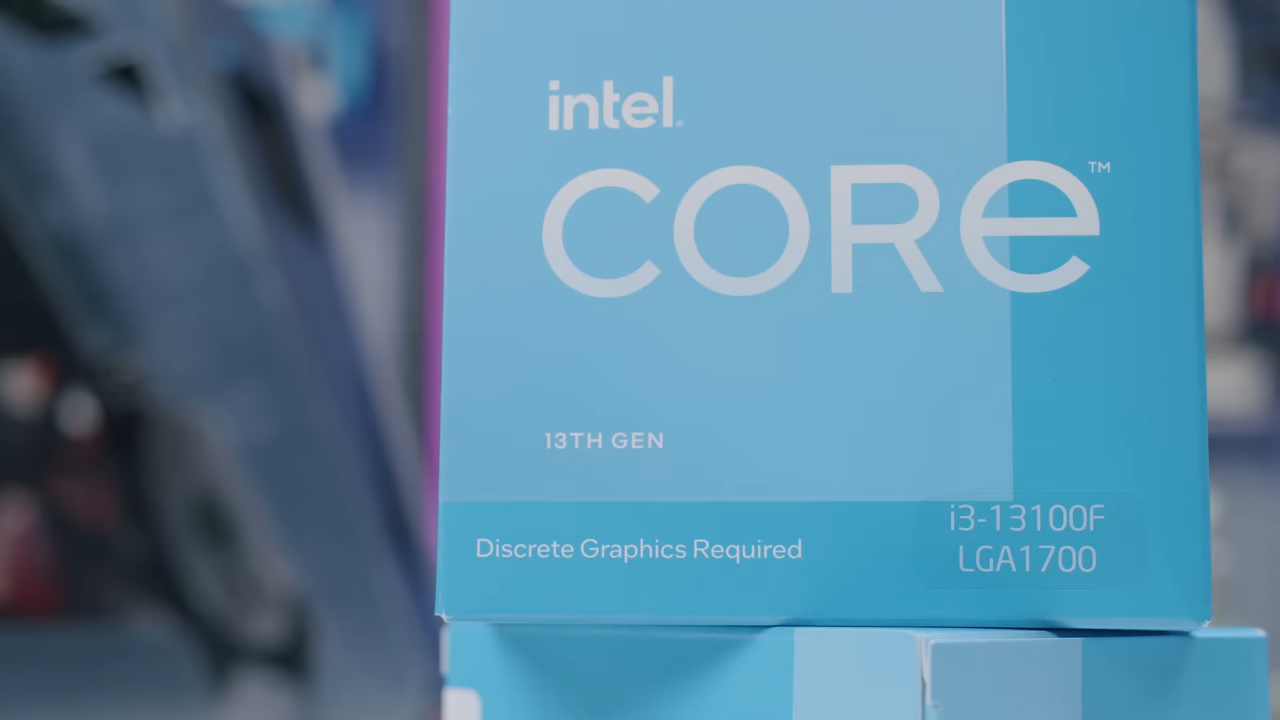 intel.
CORe™
13TH GEN
Discrete Graphics Required
i3-13100F
LGA1700